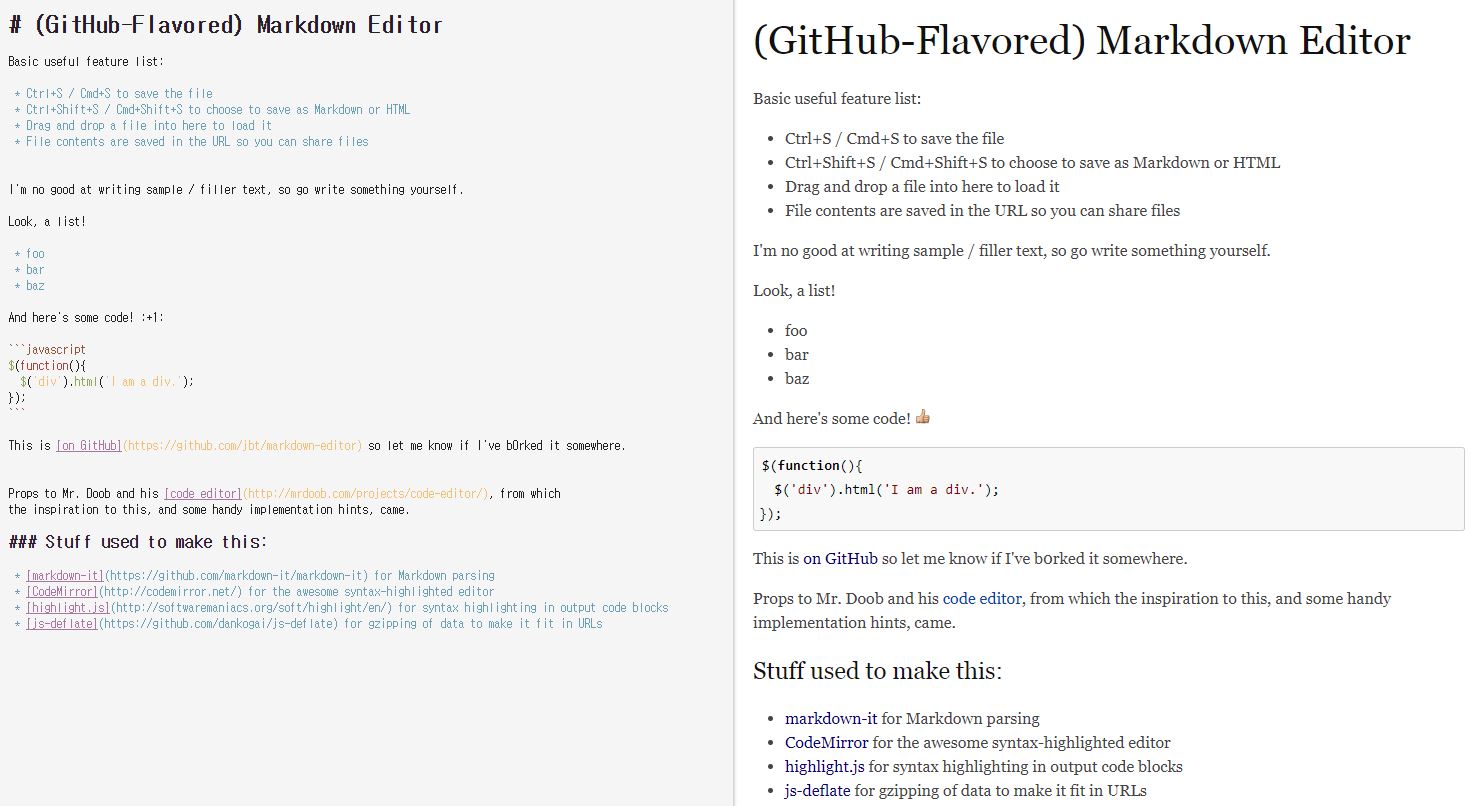 # (GitHub-Flavored) Markdown Editor
Basic useful feature list:
* Ctrl+S / Cmd+S to save the file
* Ctrl+Shift+S / Cmd+Shift+S to choose to save as Markdown or HTML
* Drag and drop a file into here to load it
* File contents are saved in the URL so you can share files
I'm no good at writing sample / filler text, so go write something yourself.
Look, a list!
* foo
* bar
* baz
And here's some code! :+1:
```javascript
$(function(){
  $('div').html('I am a div.');
});
```
This is [on GitHub](https://github.com/jbt/markdown-editor) so let me know if I've b0rked it somewhere.
Props to Mr. Doob and his [code editor](http://mrdoob.com/projects/code-editor/), from which
the inspiration to this, and some handy implementation hints, came.
### Stuff used to make this:
* [markdown-it](https://github.com/markdown-it/markdown-it) for Markdown parsing
* [CodeMirror](http://codemirror.net/) for the awesome syntax-highlighted editor
* [highlight.js](http://softwaremaniacs.org/soft/highlight/en/) for syntax highlighting in output code blocks
* [js-deflate](https://github.com/dankogai/js-deflate) for gzipping of data to make it fit in URLs
(GitHub-Flavored) Markdown Editor
Basic useful feature list:
• Ctrl+S / Cmd+S to save the file
• Ctrl+Shift+S / Cmd+Shift+S to choose to save as Markdown or HTML
• Drag and drop a file into here to load it
• File contents are saved in the URL so you can share files
I'm no good at writing sample / filler text, so go write something yourself.
Look, a list!
• foo
• bar
• baz
And here's some code! 👍
$(function(){
  $('div').html('I am a div.');
});
This is on GitHub so let me know if I've b0rked it somewhere.
Props to Mr. Doob and his code editor, from which the inspiration to this, and some handy
implementation hints, came.
Stuff used to make this:
• markdown-it for Markdown parsing
• CodeMirror for the awesome syntax-highlighted editor
• highlight.js for syntax highlighting in output code blocks
• js-deflate for gzipping of data to make it fit in URLs